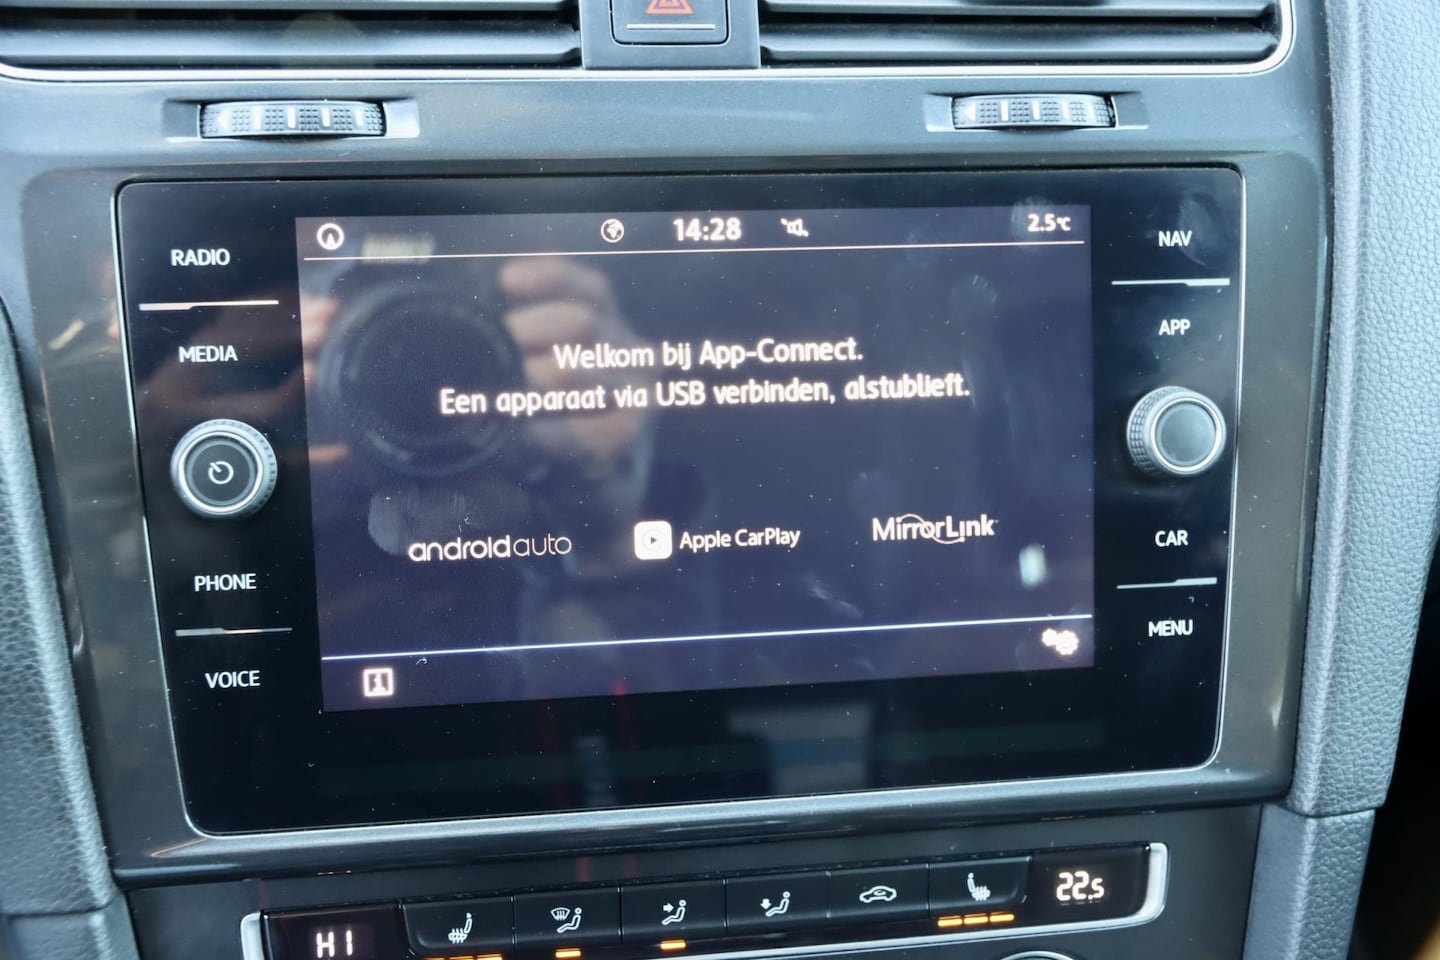 14:28
2.5℃
RADIO
MEDIA
PHONE
VOICE
Welkom bij App-Connect.
Een apparaat via USB verbinden, alstublieft.
androidauto
Apple CarPlay
MirrorLink
NAV
APP
CAR
MENU
HI
22.5